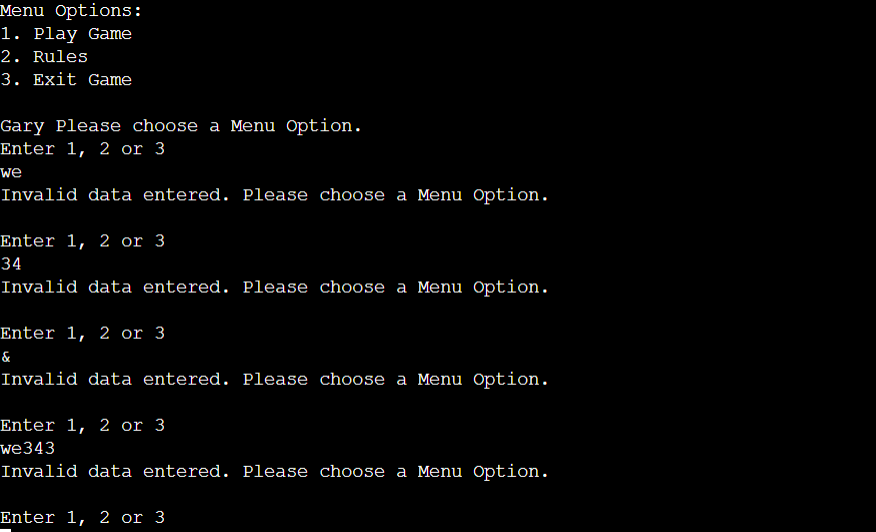 Menu Options:
1. Play Game
2. Rules
3. Exit Game
Gary Please choose a Menu Option.
Enter 1, 2 or 3
we
Invalid data entered. Please choose a Menu Option.
Enter 1, 2 or 3
34
Invalid data entered. Please choose a Menu Option.
Enter 1, 2 or 3
&
Invalid data entered. Please choose a Menu Option.
Enter 1, 2 or 3
we343
Invalid data entered. Please choose a Menu Option.
Enter 1, 2 or 3